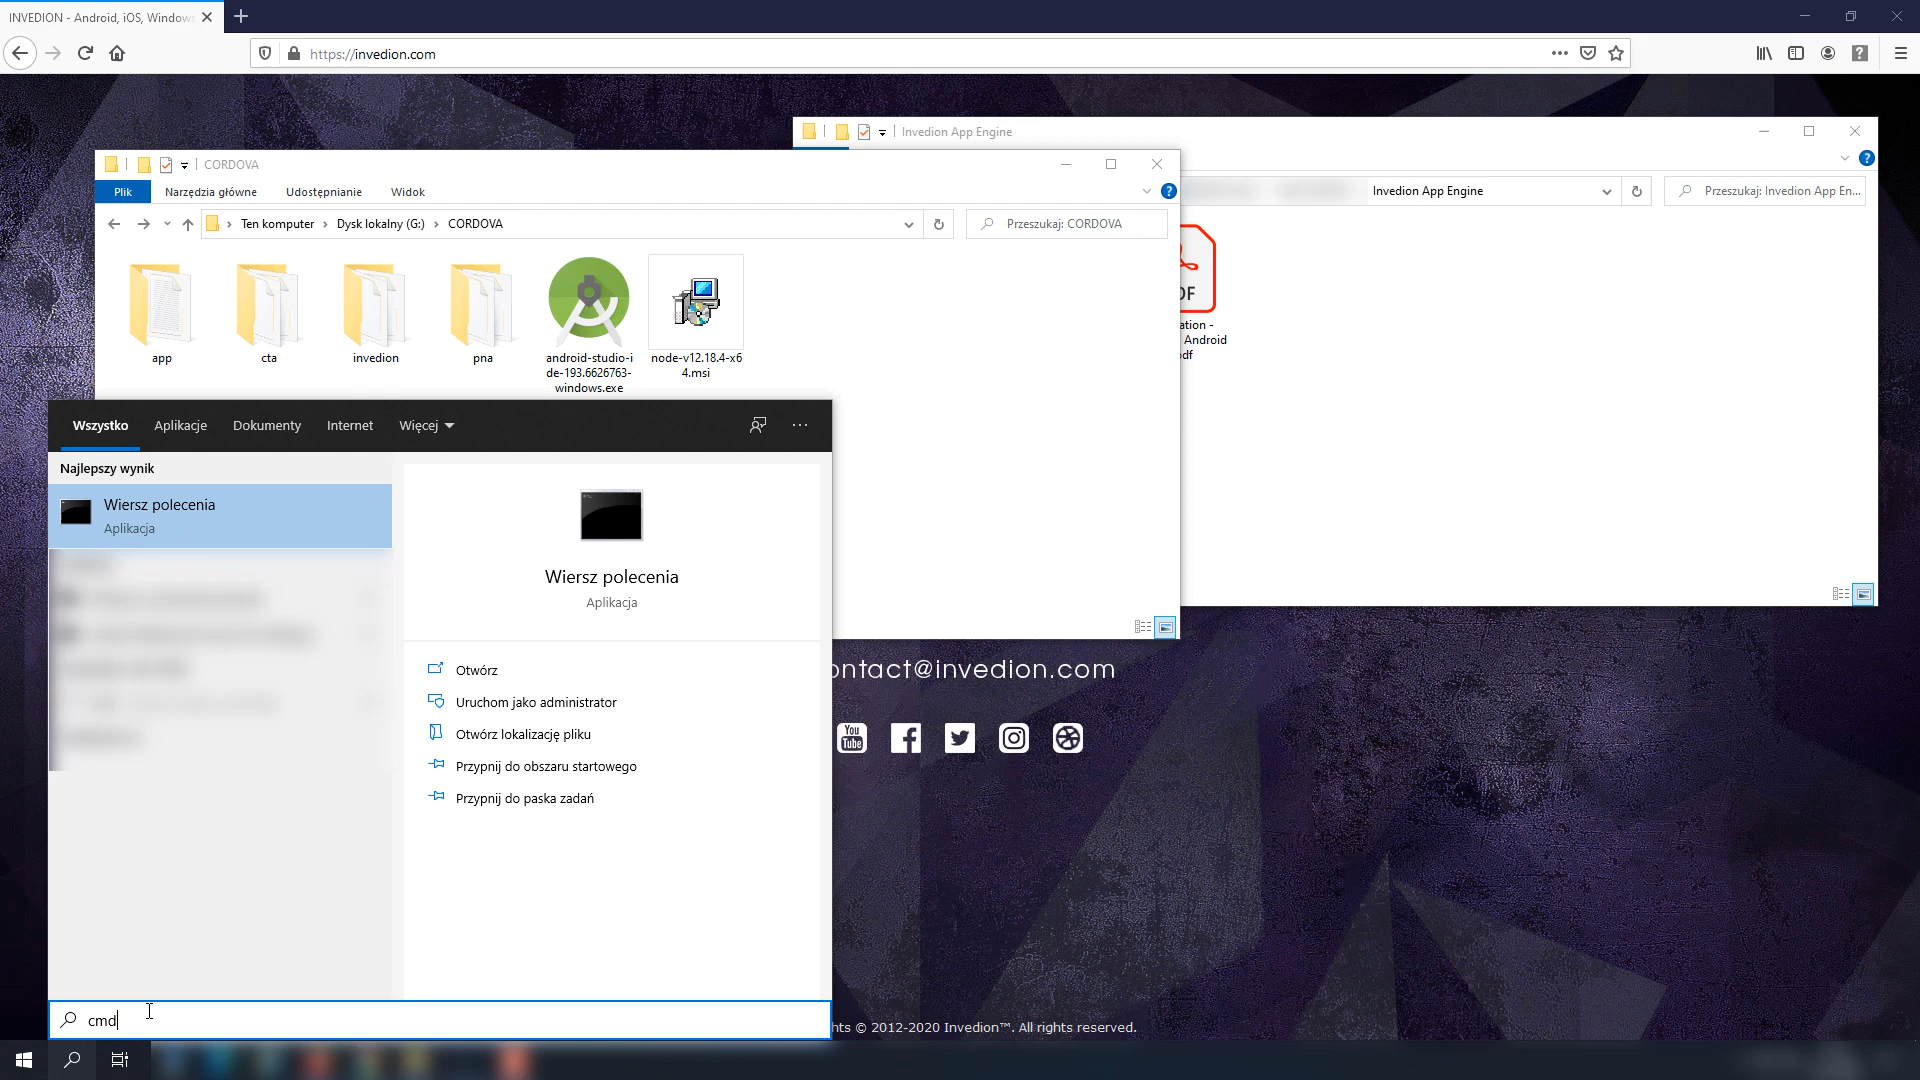 INVEDION - Android, iOS, Windows
https://invedion.com
Invedion App Engine
CORDOVA
Plik
Narzędzia główne
Udostępnianie
Widok
Invedion App Engine
Przeszukaj: Invedion App En...
Ten komputer
Dysk lokalny (G:)
CORDOVA
Przeszukaj: CORDOVA
app
cta
invedion
pna
android-studio-i
de-193.6626763-
windows.exe
node-v12.18.4-x6
4.msi
Android
Wszystko
Aplikacje
Dokumenty
Internet
Więcej
Najlepszy wynik
Wiersz polecenia
Aplikacja
Wiersz polecenia
Aplikacja
Otwórz
Uruchom jako administrator
Otwórz lokalizację pliku
Przypnij do obszaru startowego
Przypnij do paska zadań
ontact@invedion.com
You
Tube
cmd
hts © 2012-2020 Invedion™. All rights reserved.